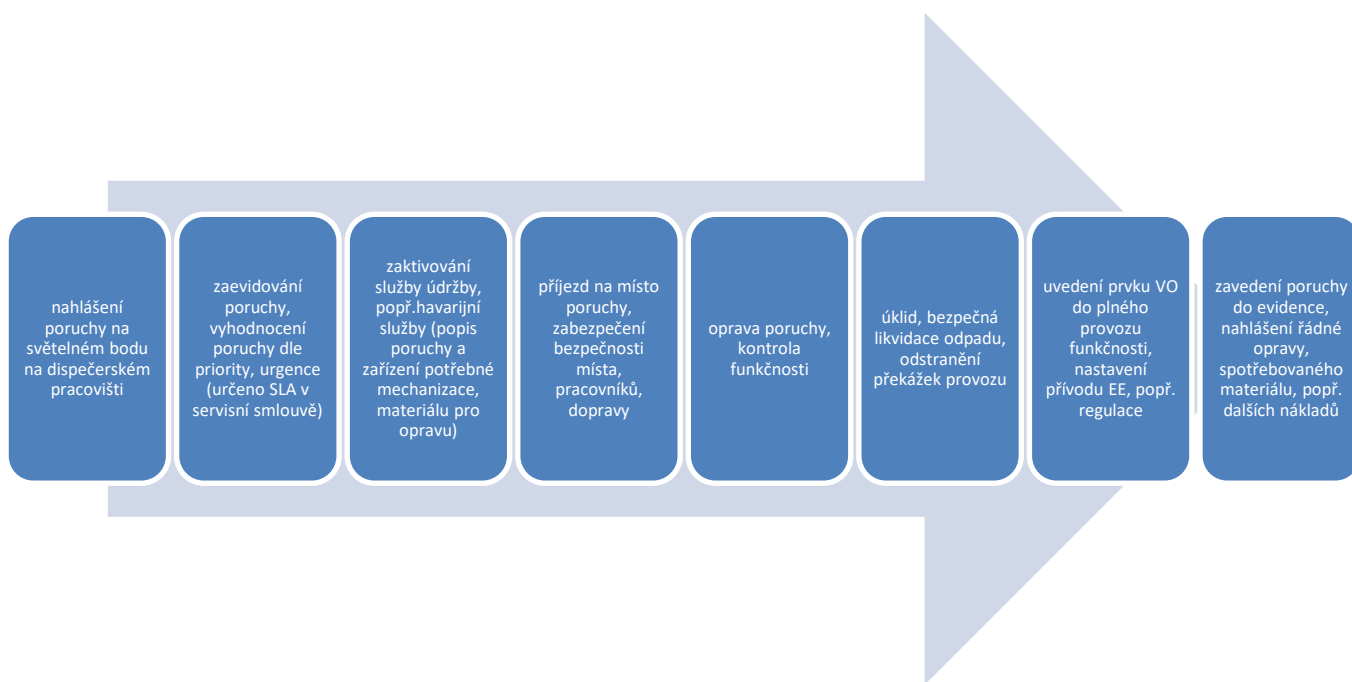 nahlášení
poruchy na
světelném bodu
na dispečerském
pracovišti
zaevidování
poruchy,
vyhodnocení
poruchy dle
priority, urgence
(určeno SLA v
servisní smlouvě)
zaktivování
služby údržby,
popř.havarijní
služby (popis
poruchy a
zařízení potřebné
mechanizace,
materiálu pro
opravu)
příjezd na místo
poruchy,
zabezpečení
bezpečnosti
místa,
pracovníků,
dopravy
oprava poruchy,
kontrola
funkčnosti
úklid, bezpečná
likvidace odpadu,
odstranění
překážek provozu
uvedení prvku VO
do plného
provozu
funkčnosti,
nastavení
přívodu EE, popř.
regulace
zavedení poruchy
do evidence,
nahlášení řádné
opravy,
spotřebovaného
materiálu, popř.
dalších nákladů